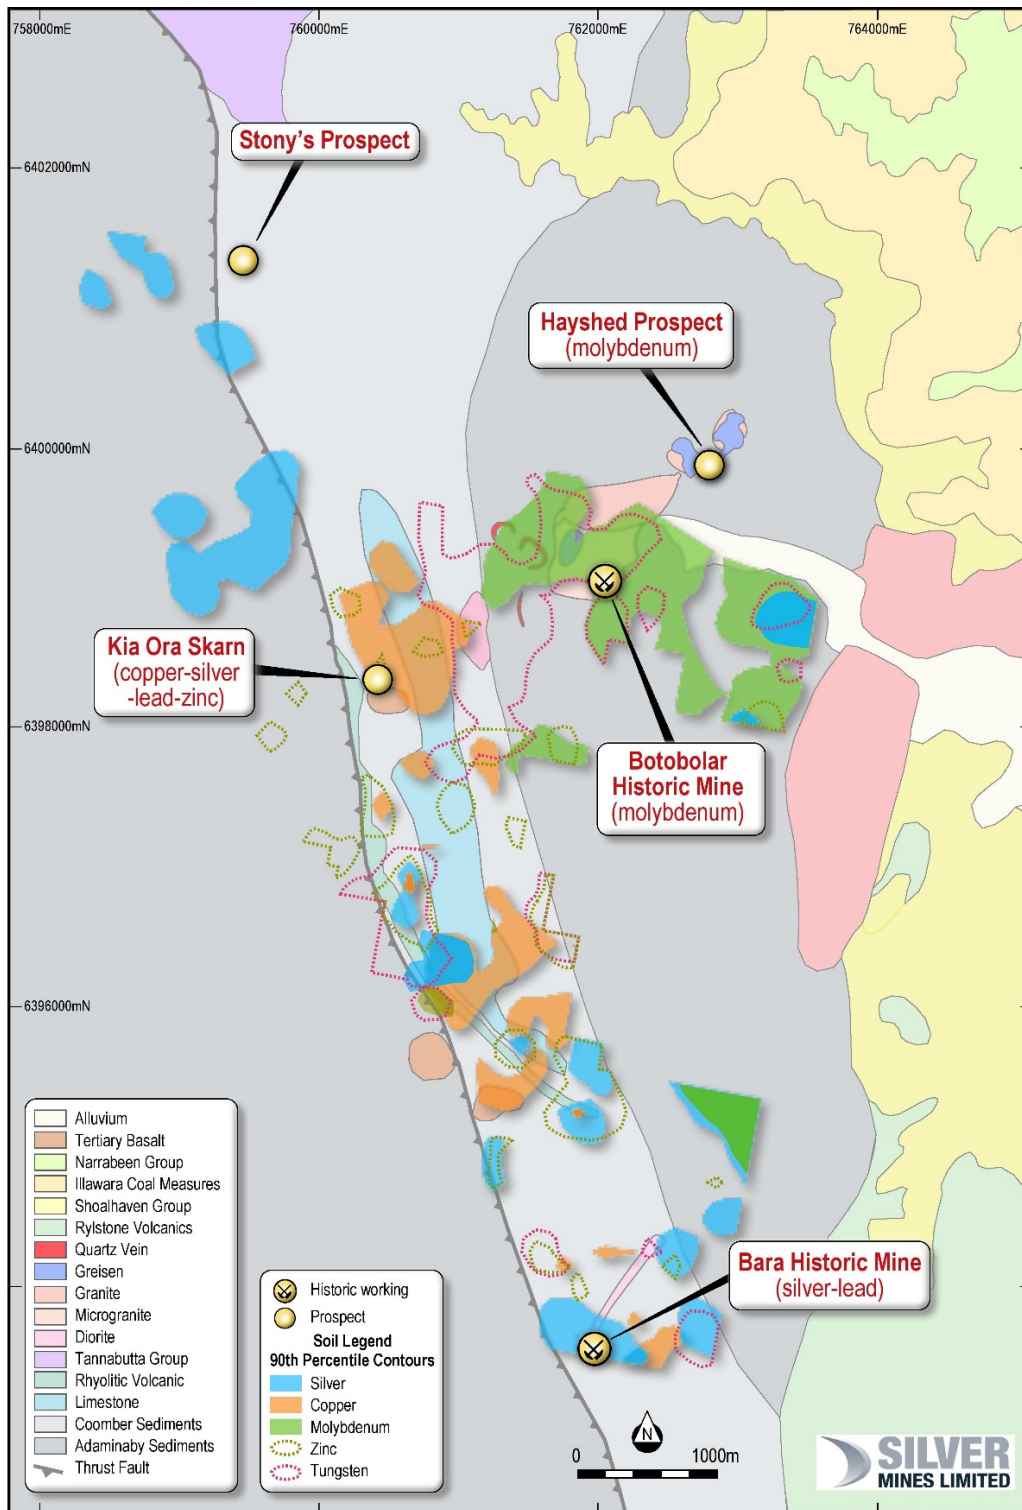 758000mE
760000mE
762000mE
764000mE
Stony's Prospect
6402000mN
Hayshed Prospect
(molybdenum)
6400000mN
Kia Ora Skarn
(copper-silver
-lead-zinc)
6398000mN
Botobolar
Historic Mine
(molybdenum)
6396000mN
Alluvium
Tertiary Basalt
Narrabeen Group
Illawara Coal Measures
Shoalhaven Group
Rylstone Volcanics
Quartz Vein
Greisen
Granite
Microgranite
Diorite
Tannabutta Group
Rhyolitic Volcanic
Limestone
Coomber Sediments
Adaminaby Sediments
Thrust Fault
Historic working
Prospect
Soil Legend
90th Percentile Contours
Silver
Copper
Molybdenum
Zinc
Tungsten
Bara Historic Mine
(silver-lead)
N
0
1000m
SILVER
MINES LIMITED